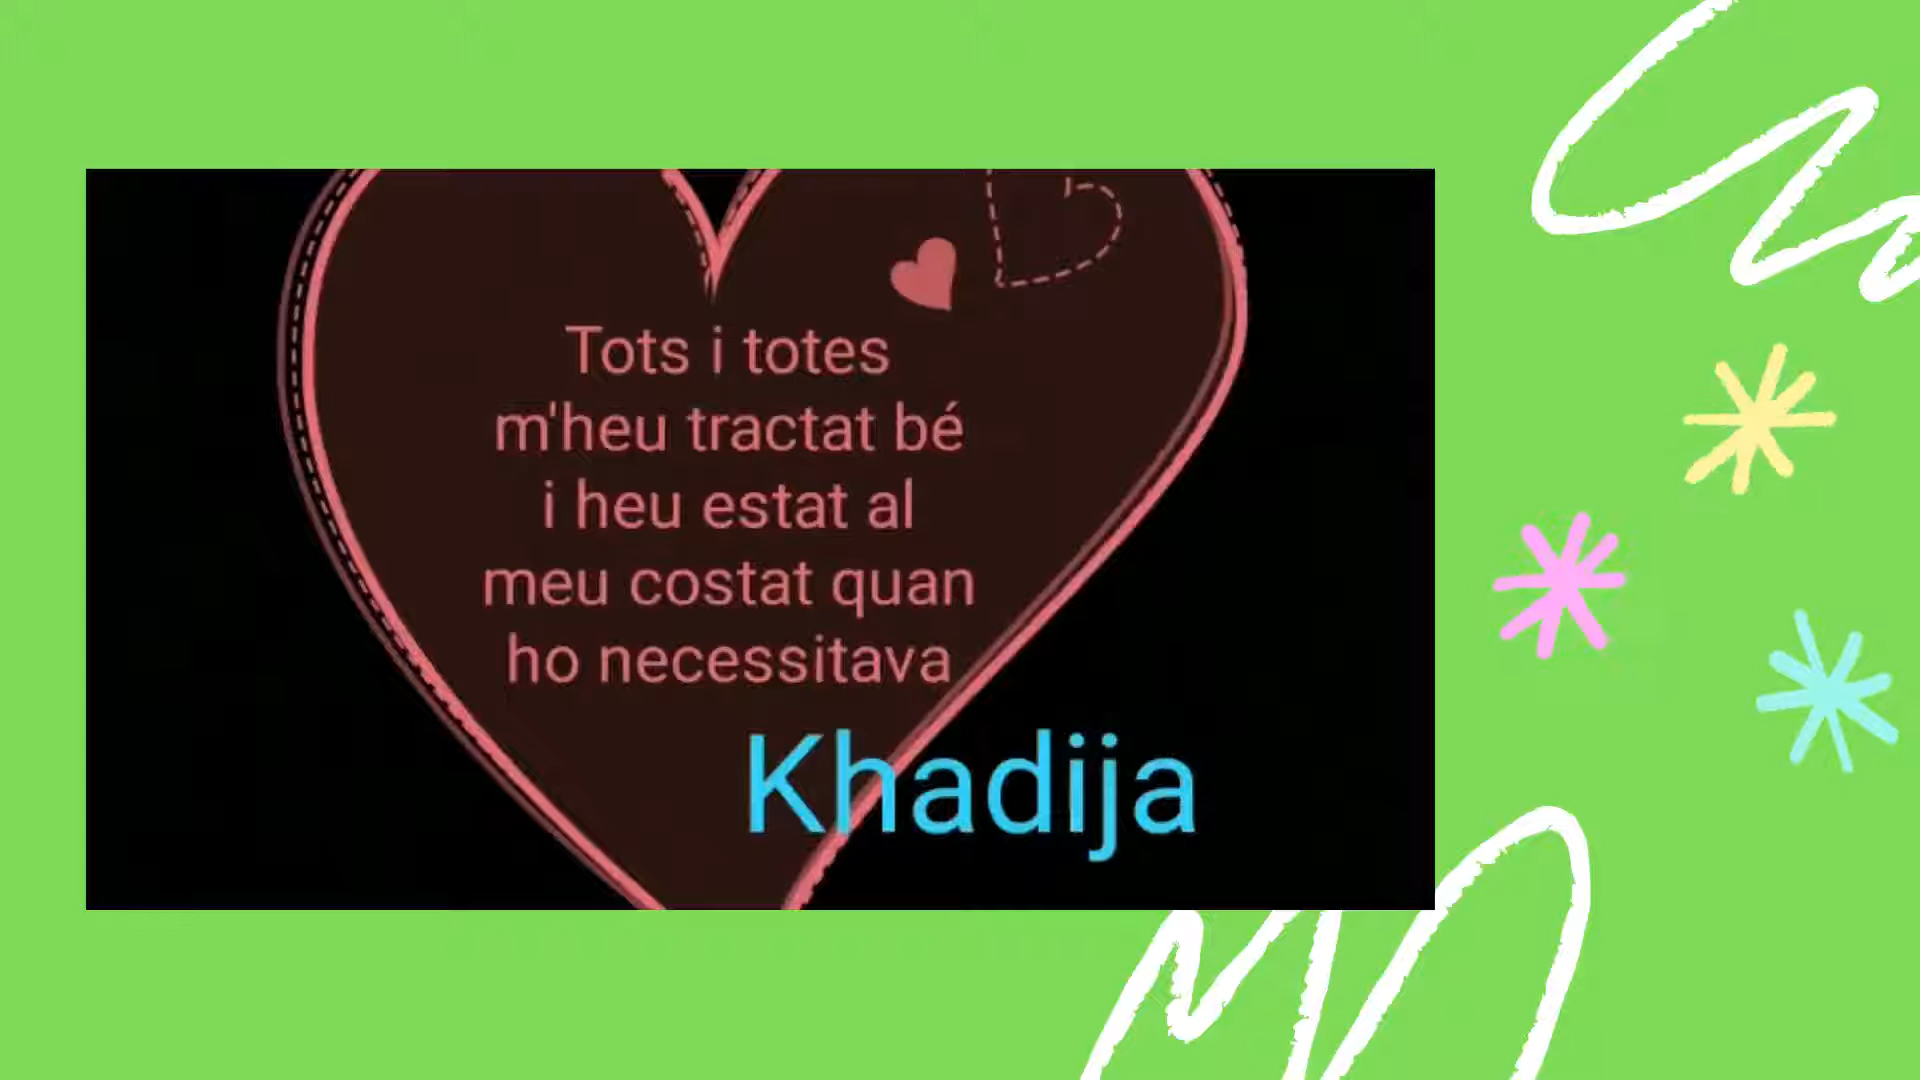 Tots i totes
m'heu tractat bé
i heu estat al
meu costat quan
ho necessitava
Khadija